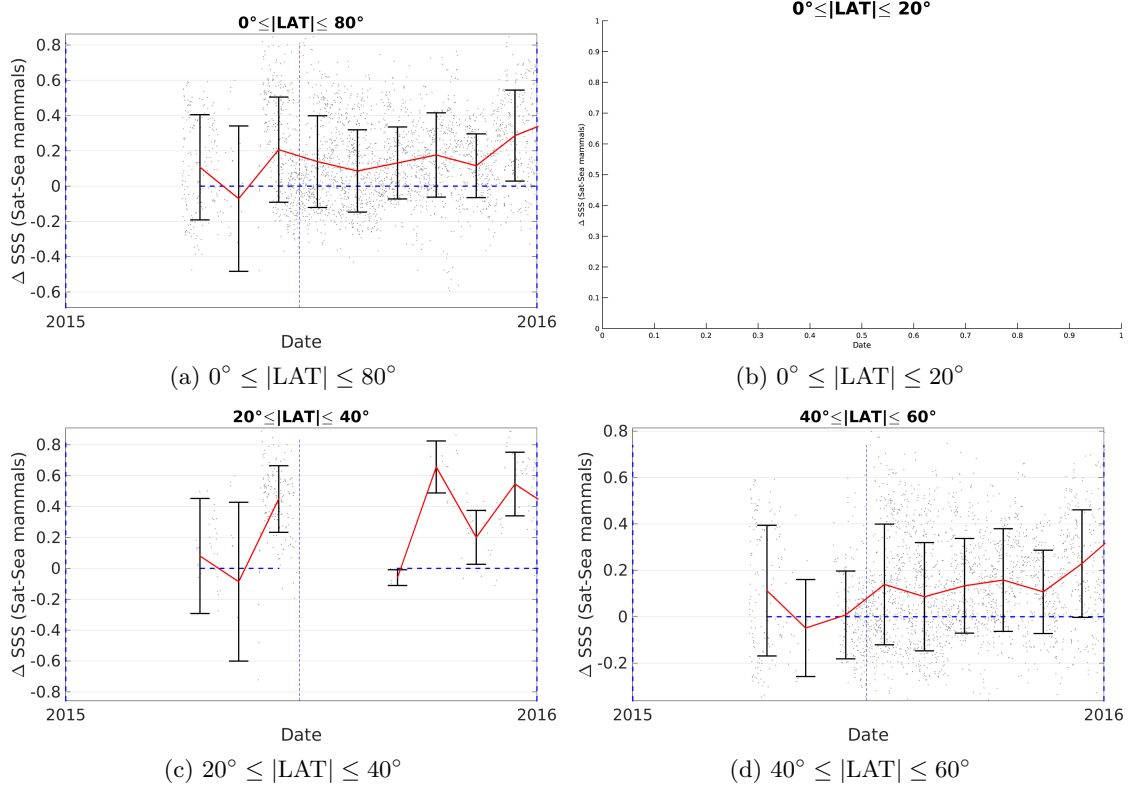 0°≤|LAT|≤ 80°
0.8
0.6
0.4
0.2
0
-0.2
-0.4
-0.6
Δ SSS (Sat-Sea mammals)
2015 2016
Date
(a) 0° ≤ |LAT| ≤ 80°
0°≤|LAT|≤ 20°
1
0.9
0.8
0.7
0.6
0.5
0.4
0.3
0.2
0.1
0
Δ SSS (Sat-Sea mammals)
0 0.1 0.2 0.3 0.4 0.5 0.6 0.7 0.8 0.9 1
Date
(b) 0° ≤ |LAT| ≤ 20°
20°≤|LAT|≤ 40°
0.8
0.6
0.4
0.2
0
-0.2
-0.4
-0.6
-0.8
Δ SSS (Sat-Sea mammals)
2015 2016
Date
(c) 20° ≤ |LAT| ≤ 40°
40°≤|LAT|≤ 60°
0.8
0.6
0.4
0.2
0
-0.2
Δ SSS (Sat-Sea mammals)
2015 2016
Date
(d) 40° ≤ |LAT| ≤ 60°